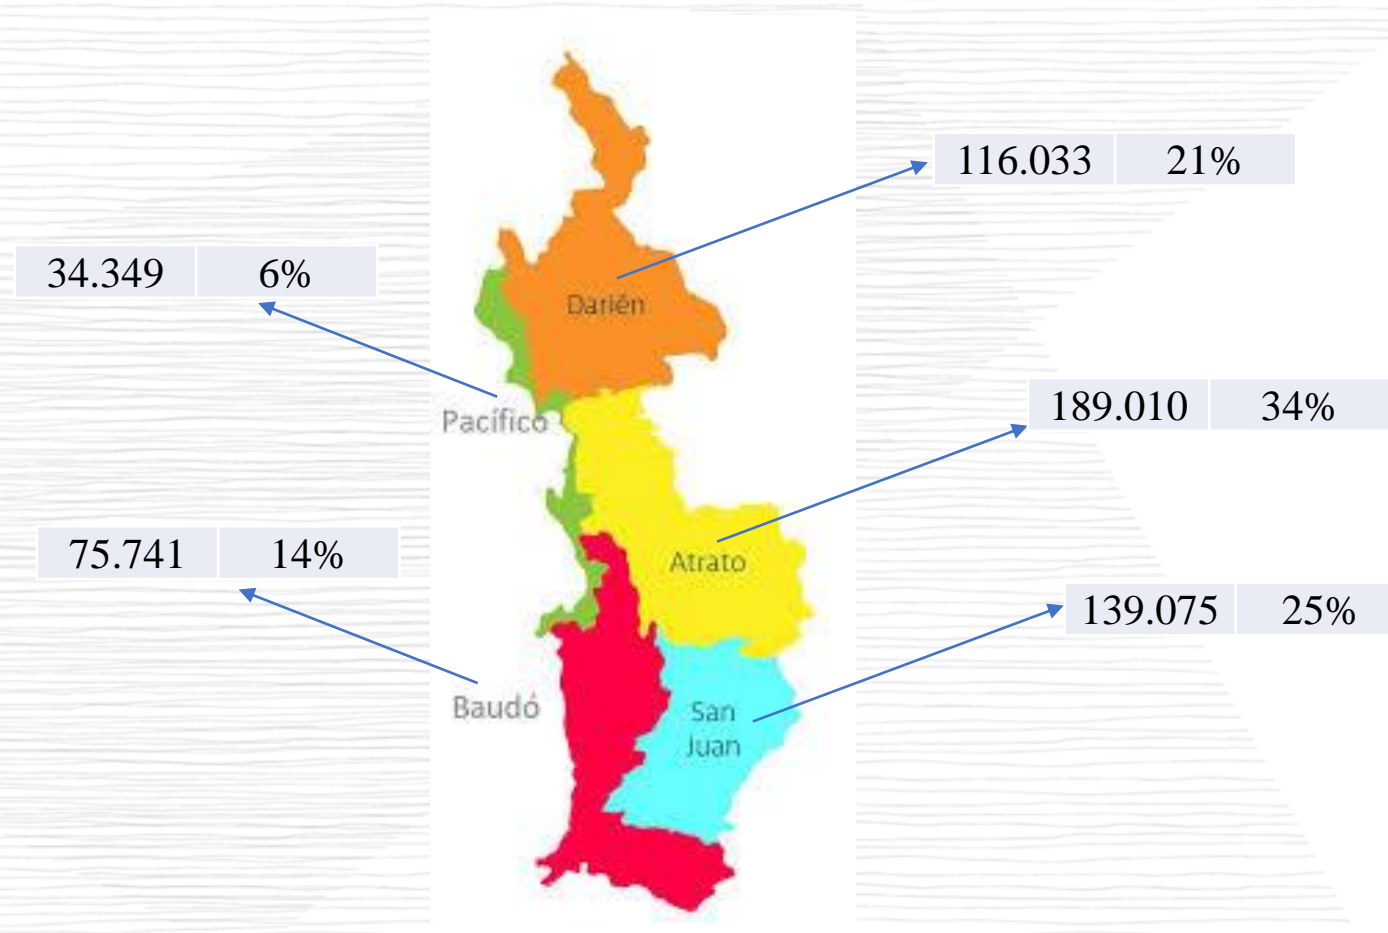 116.033 21%
34.349 6%
Darién
189.010 34%
Pacífico
75.741 14%
Atrato
139.075 25%
Baudó
San
Juan